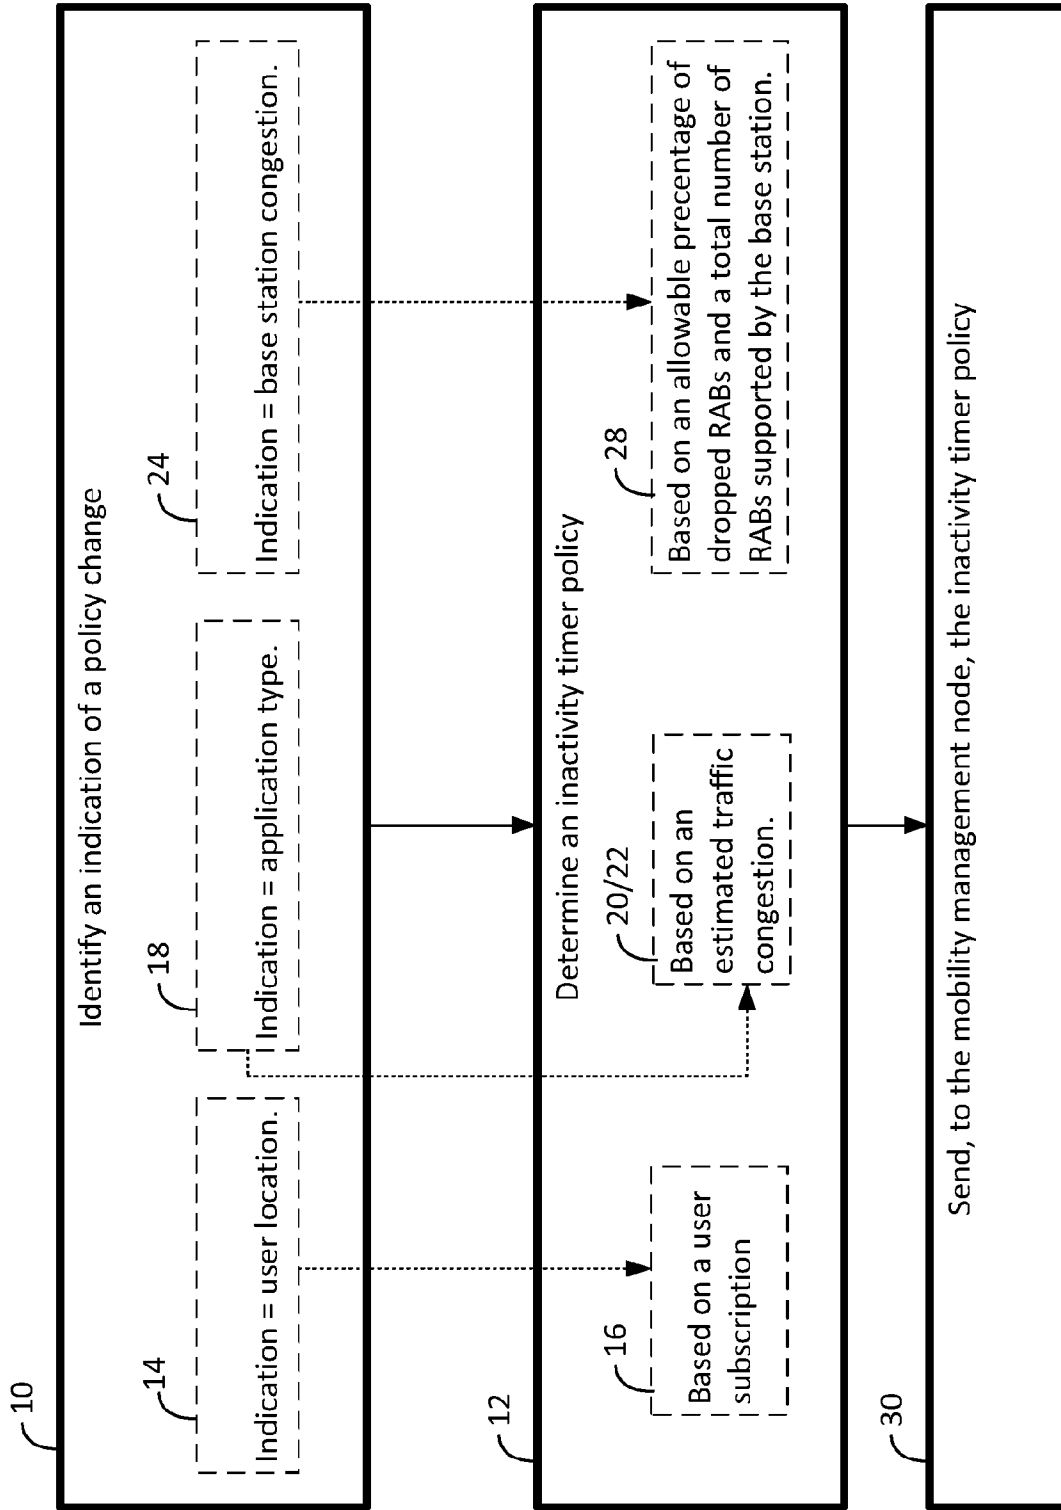 10
Identify an indication of a policy change
14
Indication = user location.
18
Indication = application type.
24
Indication = base station congestion.
12
Determine an inactivity timer policy
16
Based on a user
subscription
20/22
Based on an
estimated traffic
congestion.
28
Based on an allowable precentage of
dropped RABs and a total number of
RABs supported by the base station.
30
Send, to the mobility management node, the inactivity timer policy